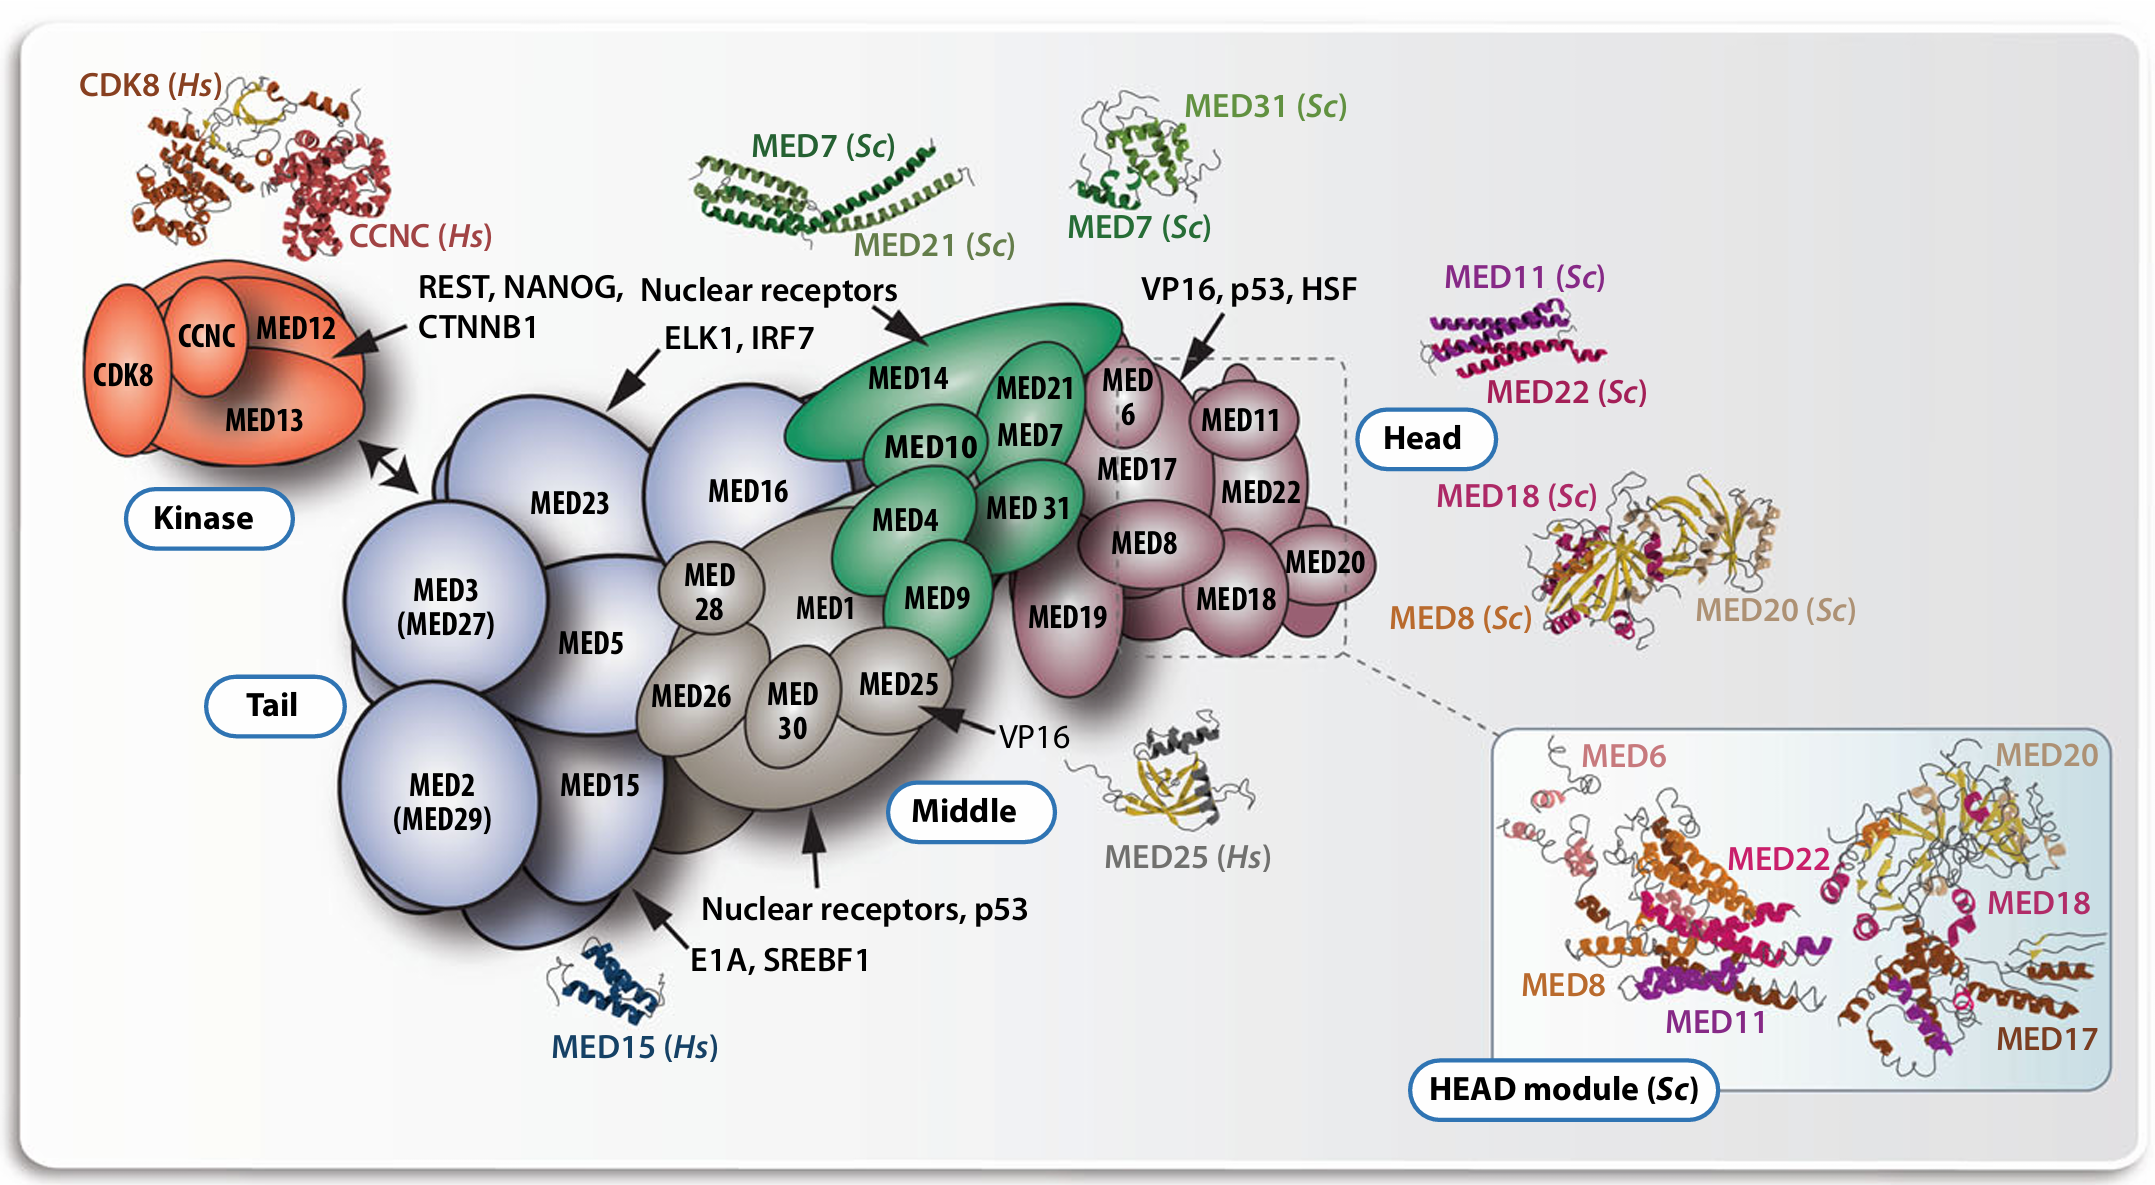 CDK8 (Hs)
CCNC (Hs)
MED7 (Sc)
MED21 (Sc)
MED31 (Sc)
MED7 (Sc)
REST, NANOG,
CTNNB1
Nuclear receptors
ELK1, IRF7
VP16, p53, HSF
MED11 (Sc)
MED22 (Sc)
CDK8
CCNC
MED12
MED13
Kinase
MED14
MED21
MED7
MED10
MED
6
MED11
MED17
MED22
Head
MED23
MED16
MED4
MED 31
MED8
MED20
MED18 (Sc)
MED8 (Sc)
MED20 (Sc)
MED3
(MED27)
MED5
MED
28
MED1
MED9
MED19
MED18
Tail
MED26
MED
30
MED25
VP16
MED25 (Hs)
MED2
(MED29)
MED15
Middle
Nuclear receptors, p53
E1A, SREBF1
MED15 (Hs)
MED6
MED20
MED22
MED18
MED8
MED11
MED17
HEAD module (Sc)